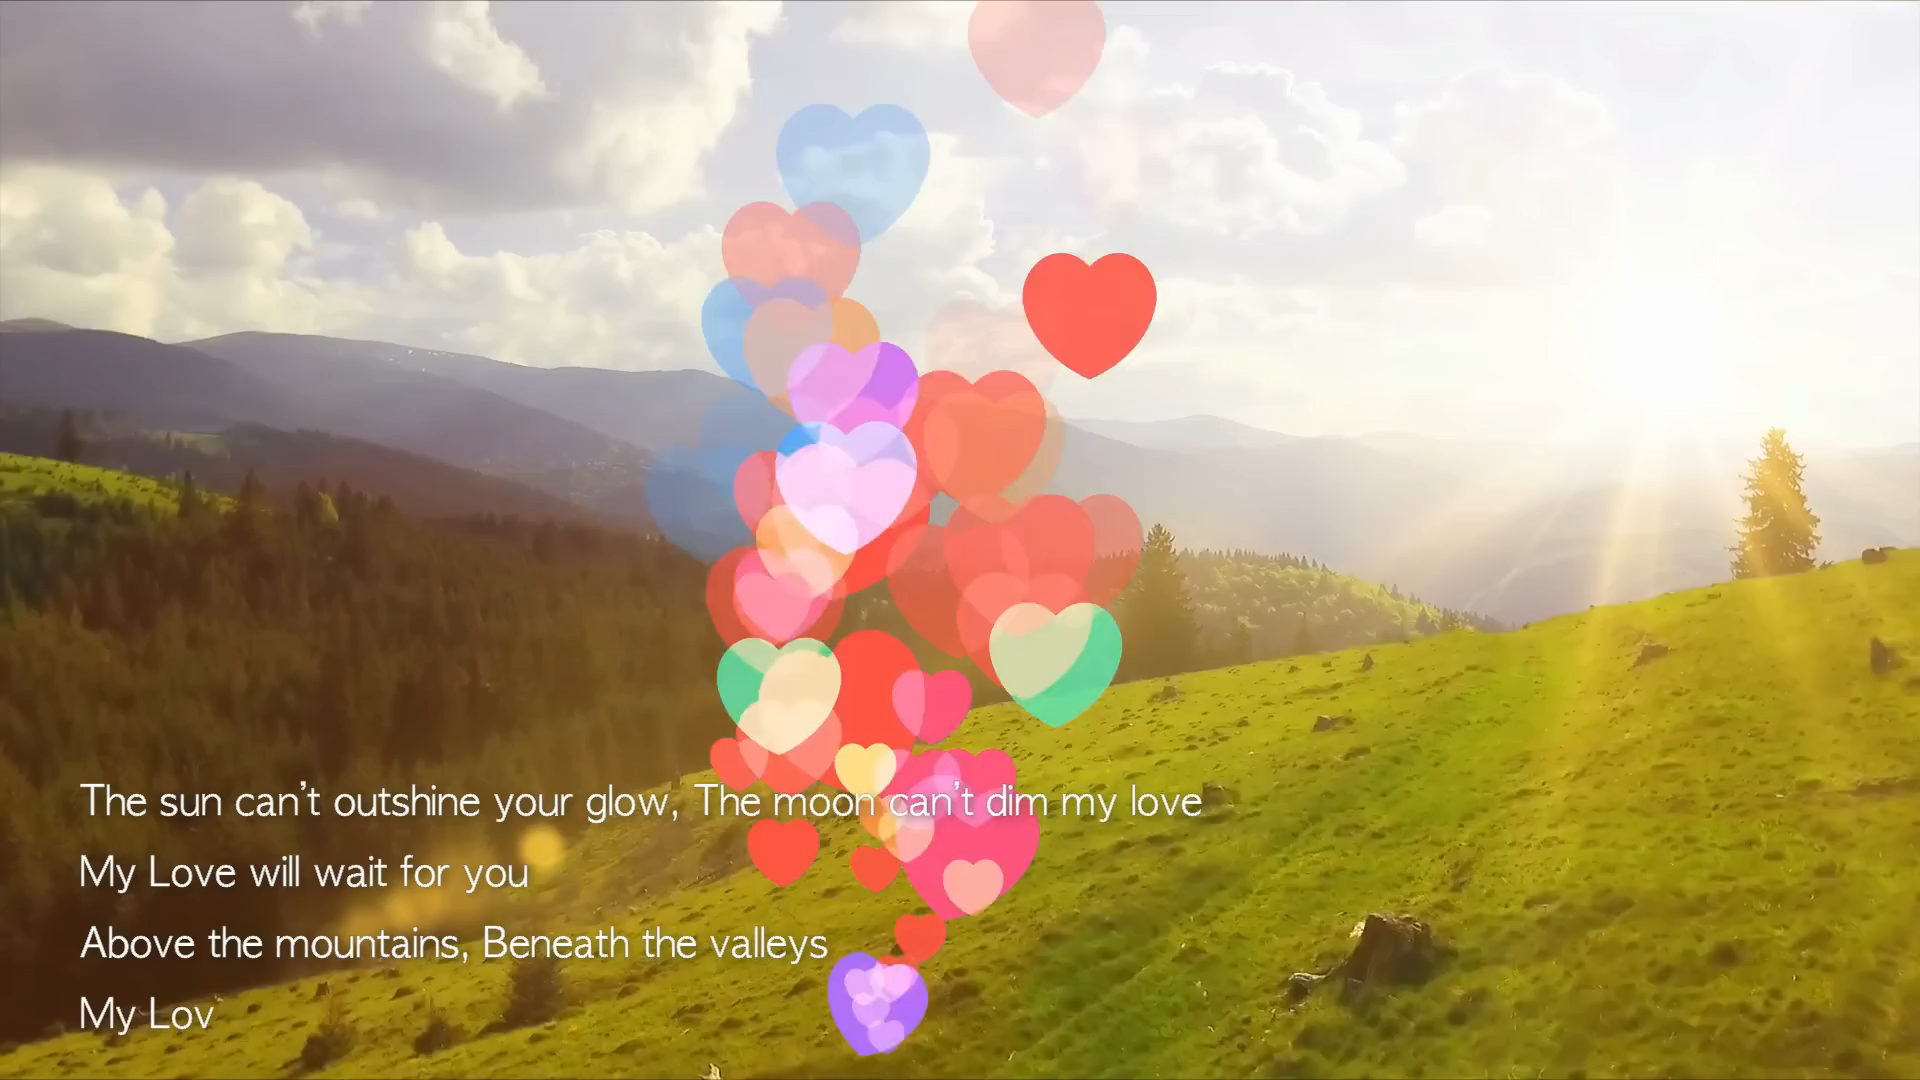 The sun can’t outshine your glow, The moon can’t dim my love
My Love will wait for you
Above the mountains, Beneath the valleys
My Lov